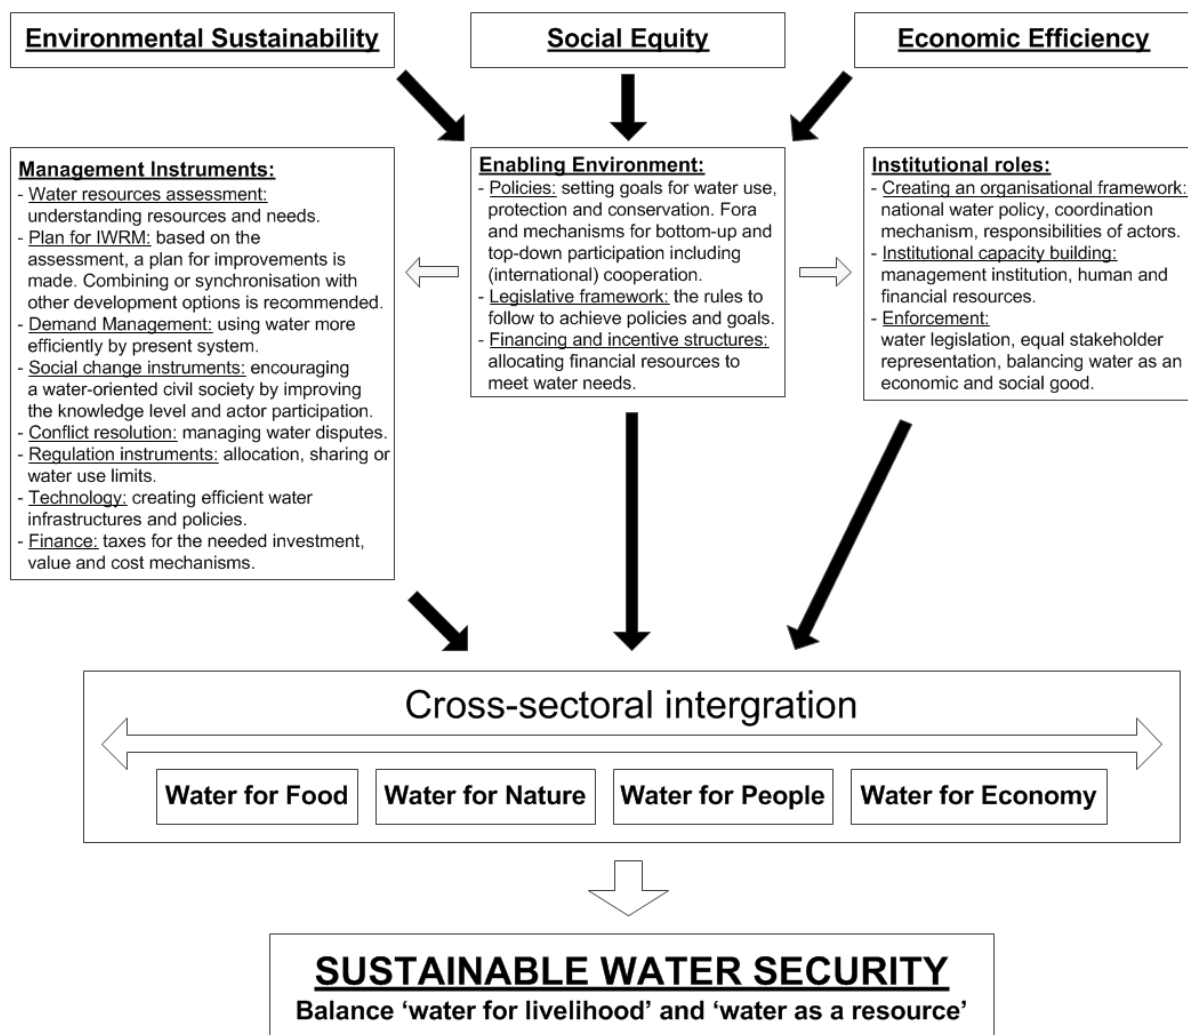 Environmental Sustainability
Social Equity
Economic Efficiency
Management Instruments:
- Water resources assessment:
understanding resources and needs.
- Plan for IWRM: based on the
assessment, a plan for improvements is
made. Combining or synchronisation with
other development options is recommended.
- Demand Management: using water more
efficiently by present system.
- Social change instruments: encouraging
a water-oriented civil society by improving
the knowledge level and actor participation.
- Conflict resolution: managing water disputes.
- Regulation instruments: allocation, sharing or
water use limits.
- Technology: creating efficient water
infrastructures and policies.
- Finance: taxes for the needed investment,
value and cost mechanisms.
Enabling Environment:
- Policies: setting goals for water use,
protection and conservation. Fora
and mechanisms for bottom-up and
top-down participation including
(international) cooperation.
- Legislative framework: the rules to
follow to achieve policies and goals.
- Financing and incentive structures:
allocating financial resources to
meet water needs.
Institutional roles:
- Creating an organisational framework:
national water policy, coordination
mechanism, responsibilities of actors.
- Institutional capacity building:
management institution, human and
financial resources.
- Enforcement:
water legislation, equal stakeholder
representation, balancing water as an
economic and social good.
Cross-sectoral intergration
Water for Food
Water for Nature
Water for People
Water for Economy
SUSTAINABLE WATER SECURITY
Balance ‘water for livelihood’ and ‘water as a resource’